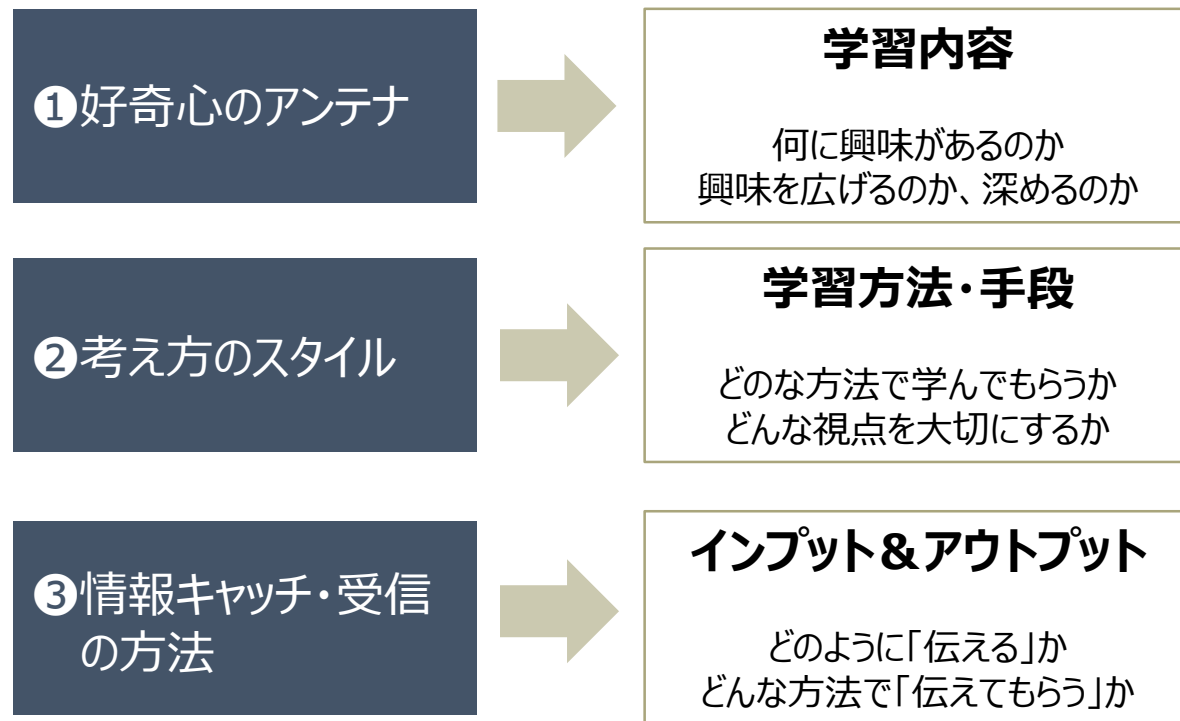 ❶好奇心のアンテナ
学習内容
何に興味があるのか
興味を広げるのか、深めるのか
❷考え方のスタイル
学習方法・手段
どのな方法で学んでもらうか
どんな視点を大切にするか
❸情報キャッチ・受信
の方法
インプット＆アウトプット
どのように「伝える」か
どんな方法で「伝えてもらう」か